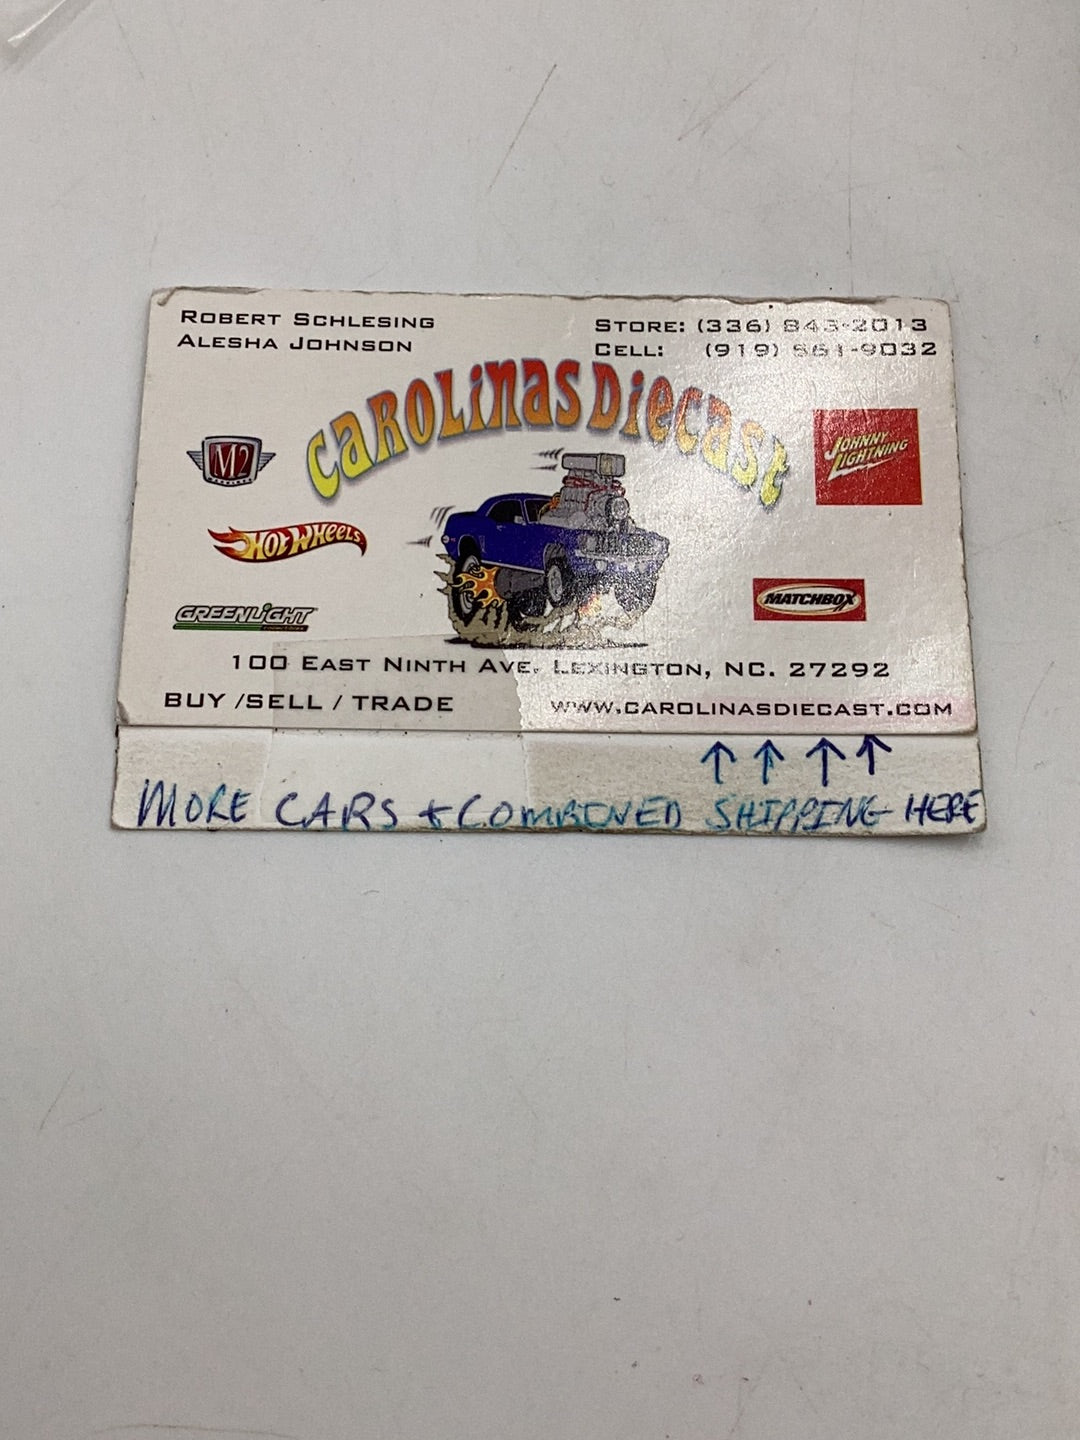 ROBERT SCHLESING
ALESHA JOHNSON
STORE: (336) 843-2013
CELL: (919) 561-9032
CAROLINAS DIECAST
M2
HOT WHEELS
GREENLIGHT
JOHNNY LIGHTNING
MATCHBOX
100 EAST NINTH AVE. LEXINGTON, NC. 27292
BUY /SELL / TRADE
WWW.CAROLINASDIECAST.COM
MORE CARS + COMBINED SHIPPING HERE